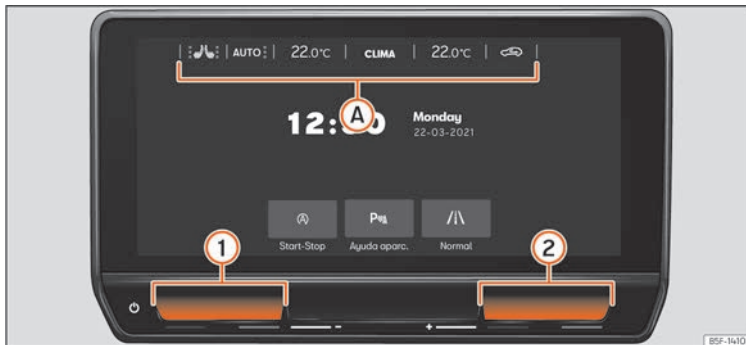 AUTO 22.0°C CLIMA 22.0°C
A
12: 0 Monday
22-03-2021
P
Start-Stop Ayuda aparc. Normal
1 2
- +
B5F-1410